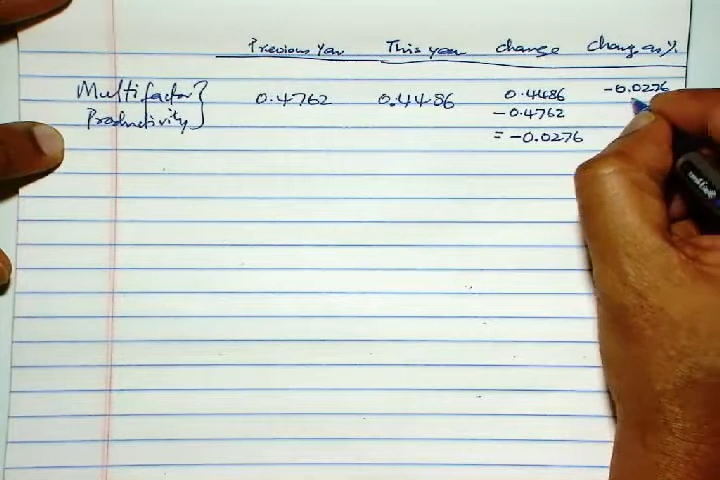 Previous Year This year change Change as %
Multifactor } 0.4762 0.4486 0.4486 -0.0276
Productivity - 0.4762
= -0.0276